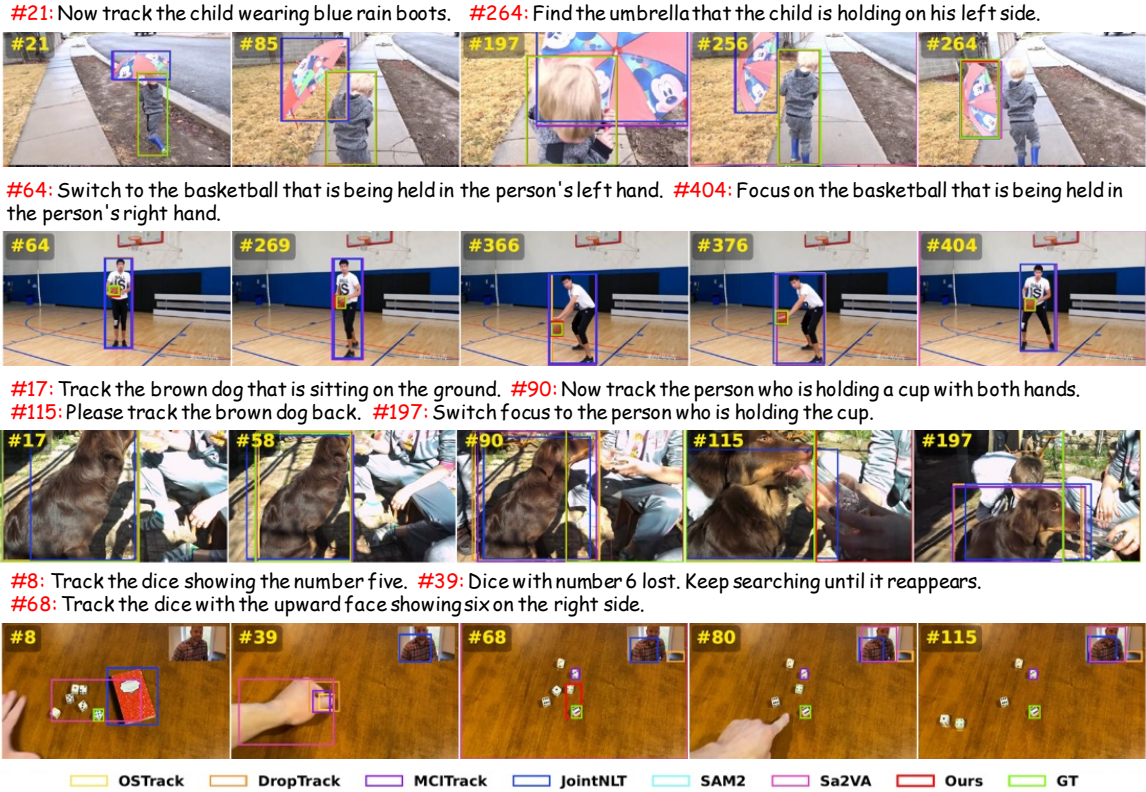 #21: Now track the child wearing blue rain boots. #264: Find the umbrella that the child is holding on his left side.
#21 #85 #197 #256 #264
#64: Switch to the basketball that is being held in the person's left hand. #404: Focus on the basketball that is being held in
the person's right hand.
#64 #269 #366 #376 #404
#17: Track the brown dog that is sitting on the ground. #90: Now track the person who is holding a cup with both hands.
#115: Please track the brown dog back. #197: Switch focus to the person who is holding the cup.
#17 #58 #90 #115 #197
#8: Track the dice showing the number five. #39: Dice with number 6 lost. Keep searching until it reappears.
#68: Track the dice with the upward face showing six on the right side.
#8 #39 #68 #80 #115
OSTrack DropTrack MCITrack JointNLT SAM2 Sa2VA Ours GT